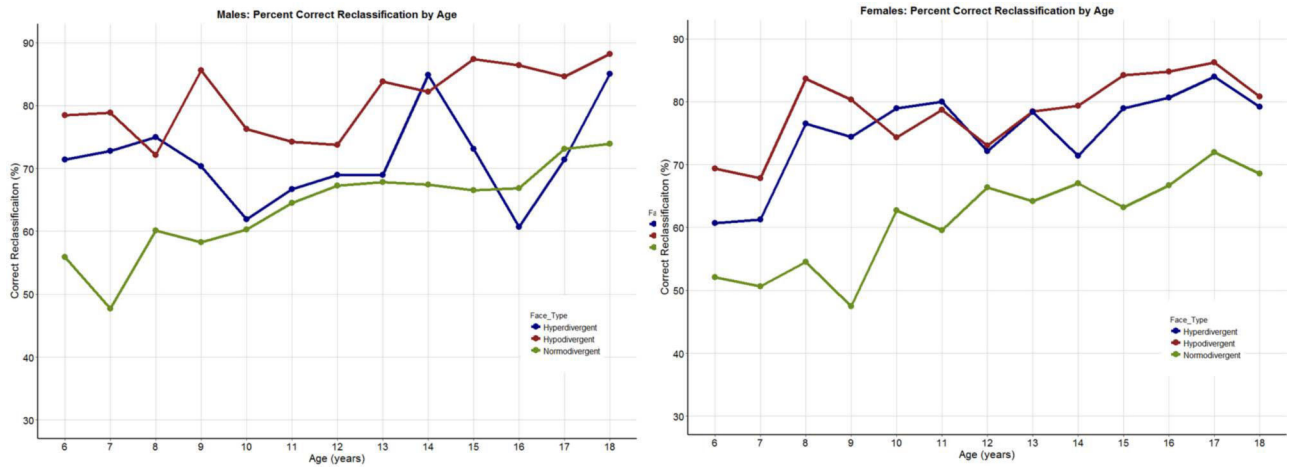 Males: Percent Correct Reclassification by Age
Correct Reclassificaiton (%)
90
80
70
60
50
40
30
6 7 8 9 10 11 12 13 14 15 16 17 18
Age (years)
Face_Type
Hyperdivergent
Hypodivergent
Normodivergent
Fa
Females: Percent Correct Reclassification by Age
Correct Reclassificaiton (%)
90
80
70
60
50
40
30
6 7 8 9 10 11 12 13 14 15 16 17 18
Age (years)
Face_Type
Hyperdivergent
Hypodivergent
Normodivergent